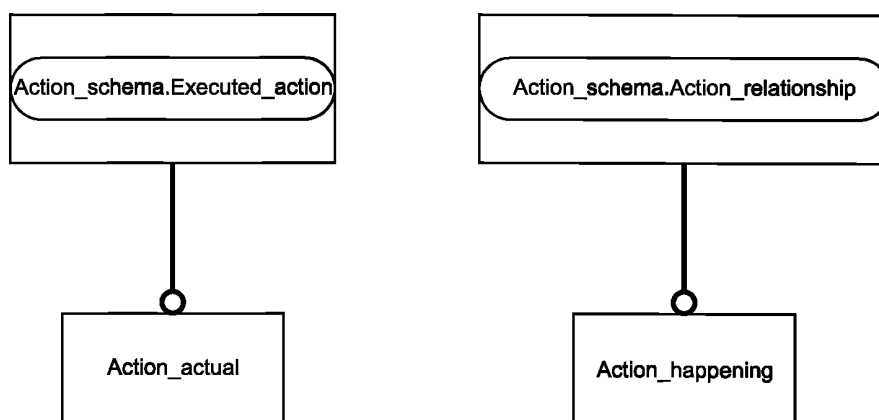 Action_schema.Executed_action
Action_schema.Action_relationship
Action_actual
Action_happening